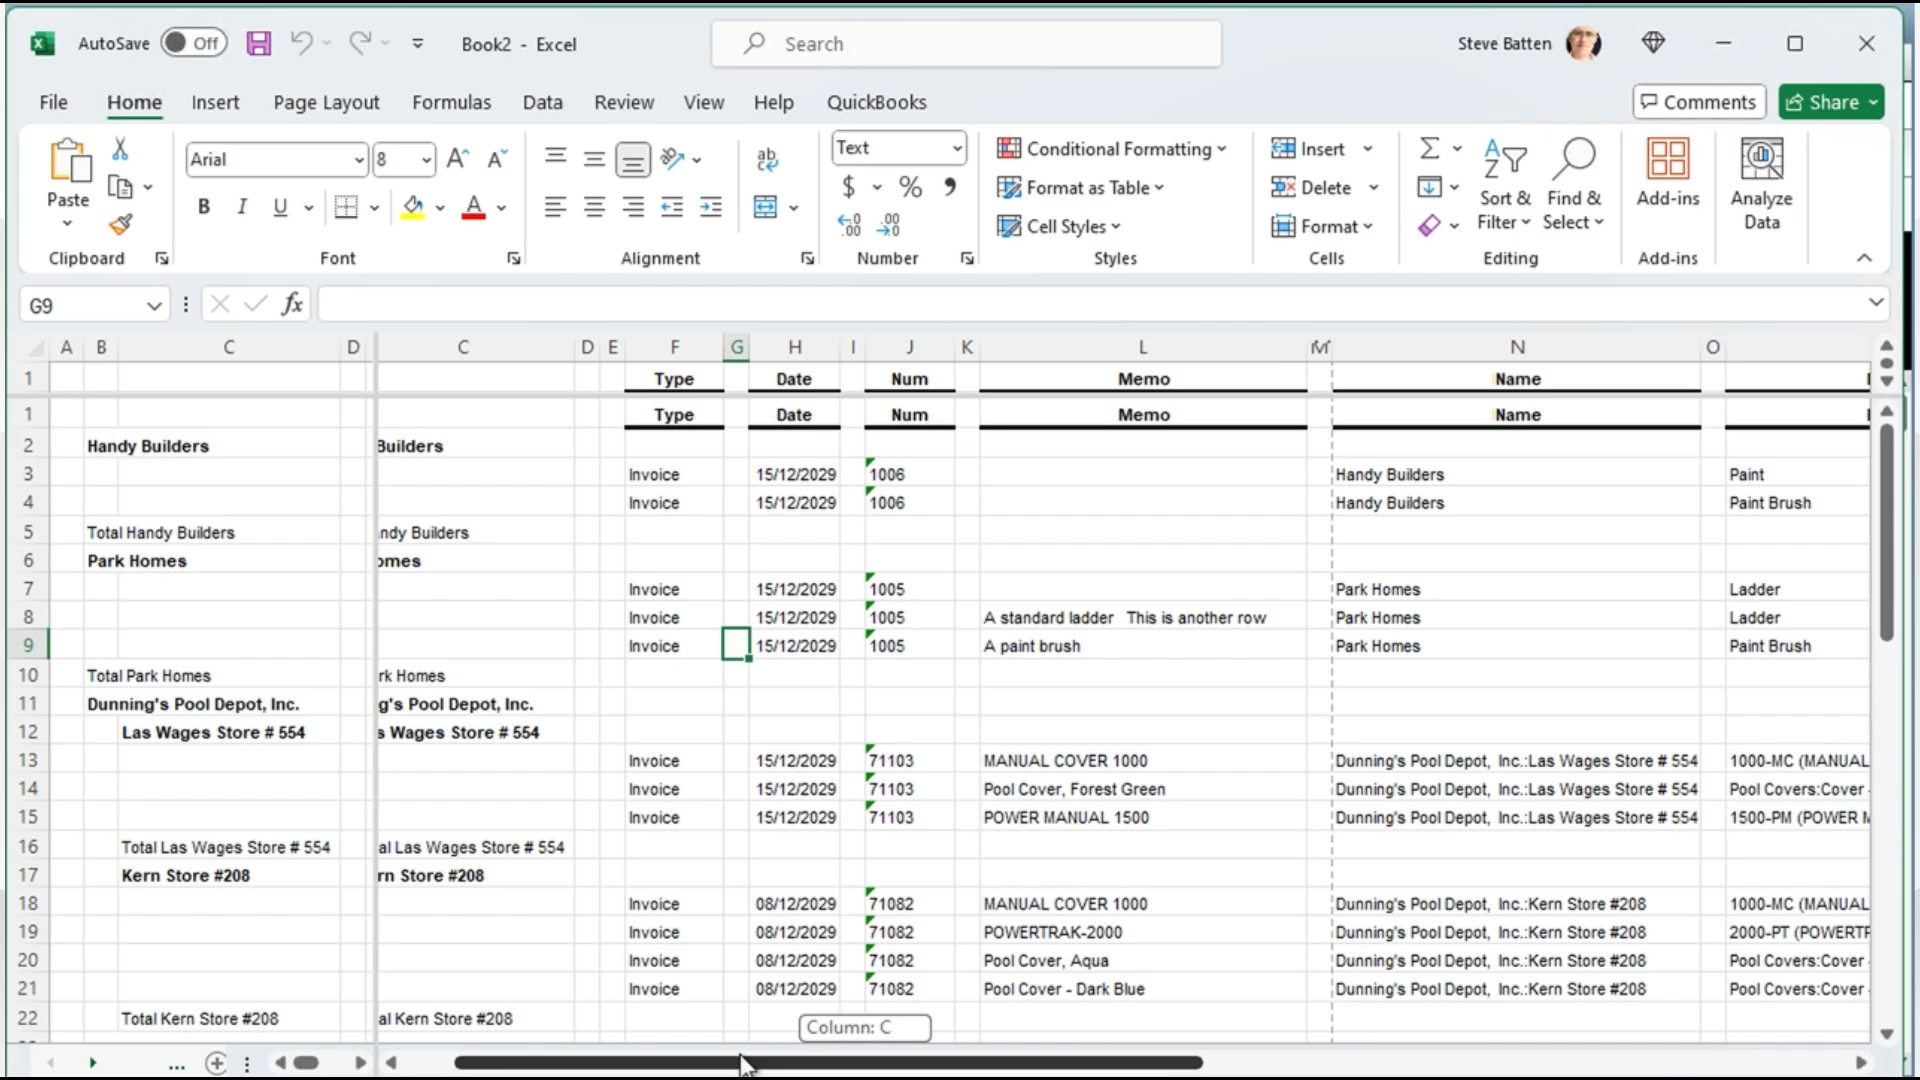 AutoSave Off Book2 - Excel Search Steve Batten
File Home Insert Page Layout Formulas Data Review View Help QuickBooks Comments Share
Paste Arial 8 Text Conditional Formatting Insert
B I U $ % Format as Table Delete Sort & Filter Find & Select Add-ins Analyze Data
Cell Styles Format
Clipboard Font Alignment Number Styles Cells Editing Add-ins
G9 fx
A B C D C D E F G H I J K L M N O
1 Type Date Num Memo Name
1 Type Date Num Memo Name
2 Handy Builders Builders
3 Invoice 15/12/2029 1006 Handy Builders Paint
4 Invoice 15/12/2029 1006 Handy Builders Paint Brush
5 Total Handy Builders ndy Builders
6 Park Homes omes
7 Invoice 15/12/2029 1005 Park Homes Ladder
8 Invoice 15/12/2029 1005 A standard ladder This is another row Park Homes Ladder
9 Invoice 15/12/2029 1005 A paint brush Park Homes Paint Brush
10 Total Park Homes rk Homes
11 Dunning's Pool Depot, Inc. g's Pool Depot, Inc.
12 Las Wages Store # 554 s Wages Store # 554
13 Invoice 15/12/2029 71103 MANUAL COVER 1000 Dunning's Pool Depot, Inc.:Las Wages Store # 554 1000-MC (MANUAL
14 Invoice 15/12/2029 71103 Pool Cover, Forest Green Dunning's Pool Depot, Inc.:Las Wages Store # 554 Pool Covers:Cover
15 Invoice 15/12/2029 71103 POWER MANUAL 1500 Dunning's Pool Depot, Inc.:Las Wages Store # 554 1500-PM (POWER M
16 Total Las Wages Store # 554 al Las Wages Store # 554
17 Kern Store #208 rn Store #208
18 Invoice 08/12/2029 71082 MANUAL COVER 1000 Dunning's Pool Depot, Inc.:Kern Store #208 1000-MC (MANUAL
19 Invoice 08/12/2029 71082 POWERTRAK-2000 Dunning's Pool Depot, Inc.:Kern Store #208 2000-PT (POWERTR
20 Invoice 08/12/2029 71082 Pool Cover, Aqua Dunning's Pool Depot, Inc.:Kern Store #208 Pool Covers:Cover
21 Invoice 08/12/2029 71082 Pool Cover - Dark Blue Dunning's Pool Depot, Inc.:Kern Store #208 Pool Covers:Cover
22 Total Kern Store #208 al Kern Store #208
Column: C